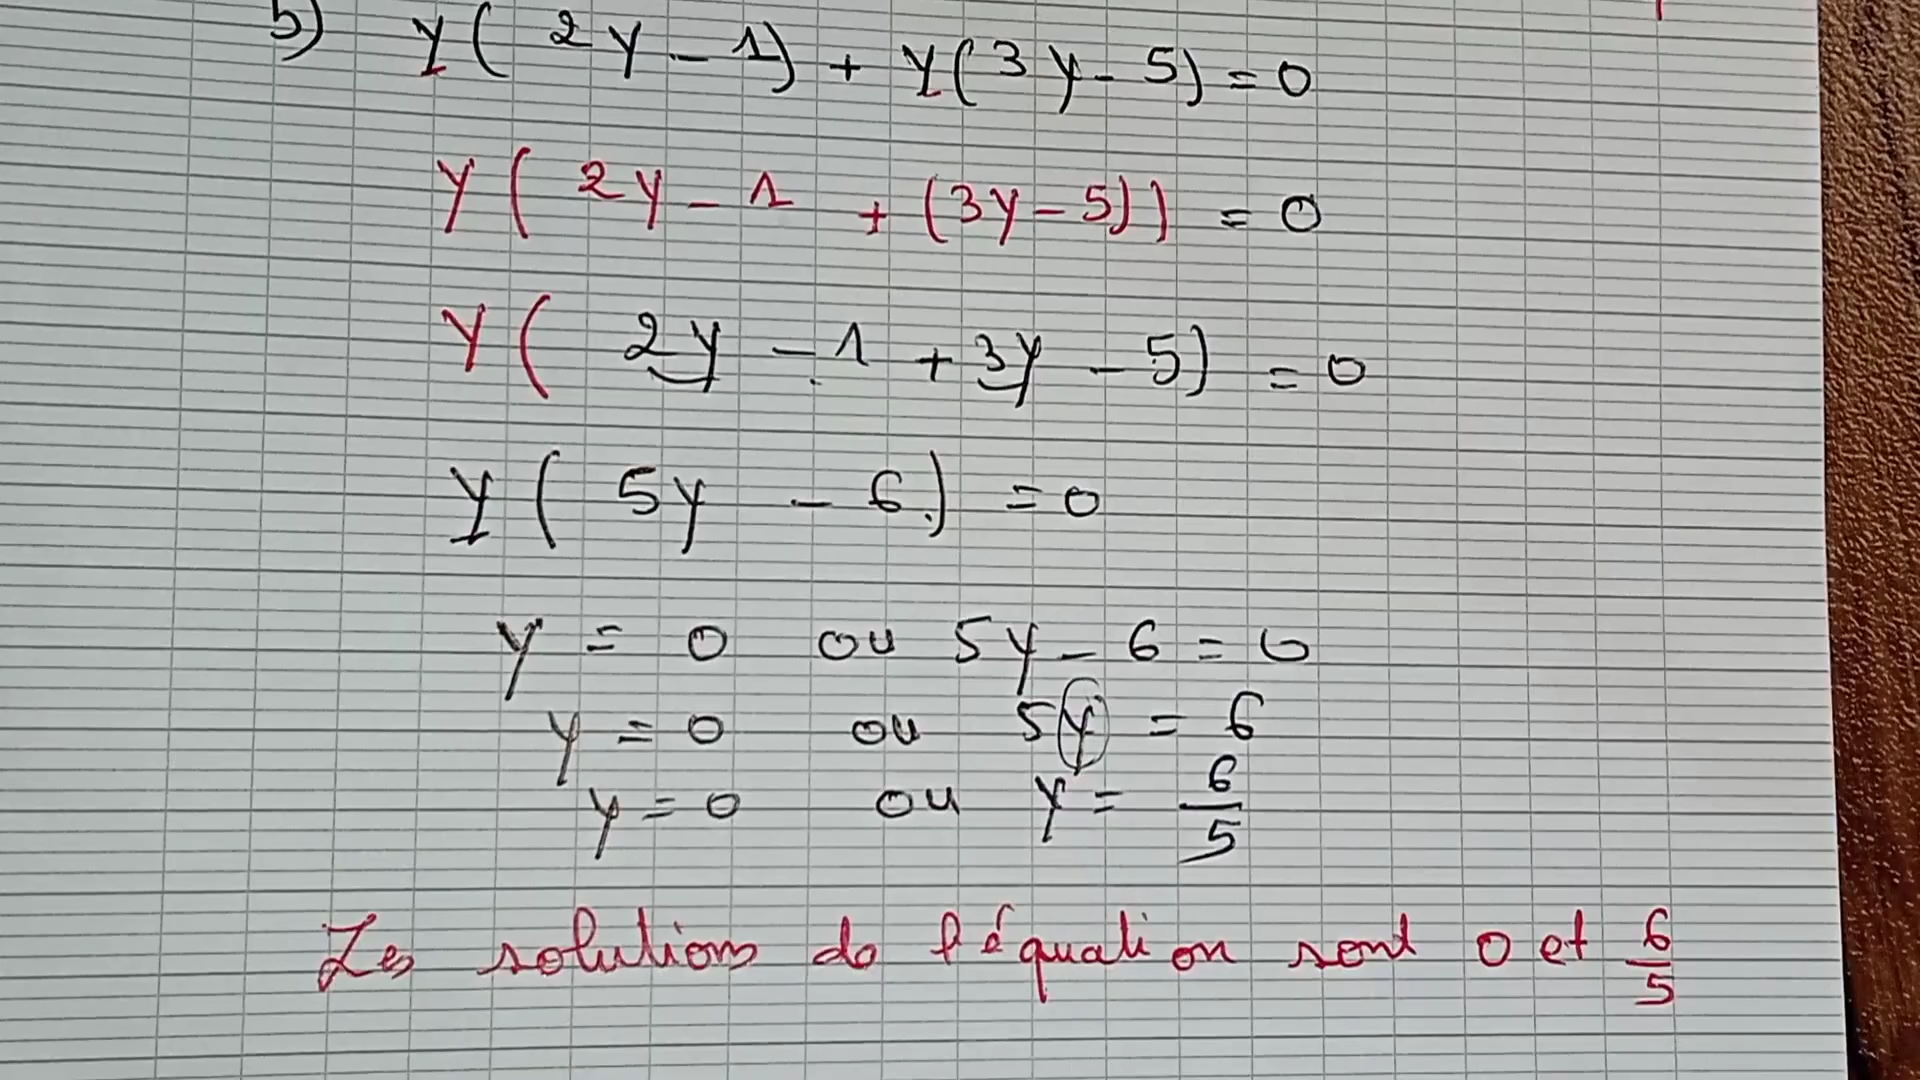 b) y(2y-1) + y(3y-5) = 0
y(2y-1 + (3y-5)) = 0
y(2y - 1 + 3y - 5) = 0
y(5y - 6) = 0
y = 0 ou 5y - 6 = 0
y = 0 ou 5y = 6
y = 0 ou y = 6/5
Les solutions de l'équation sont 0 et 6/5